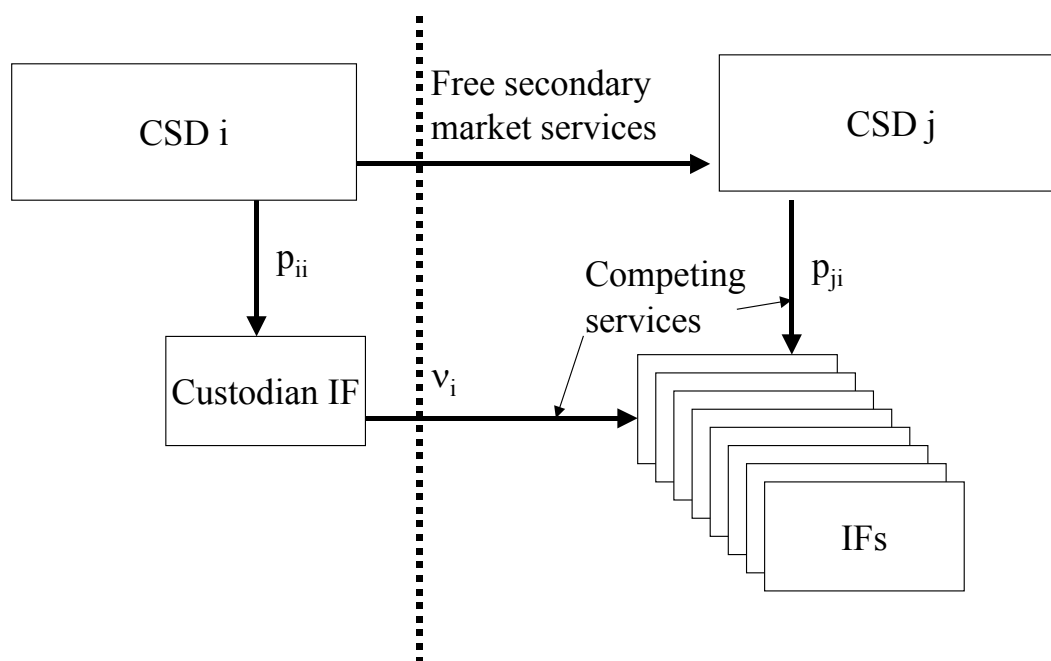 Free secondary
market services
CSD i
CSD j
p_ii
Competing
services
p_ji
Custodian IF
ν_i
IFs